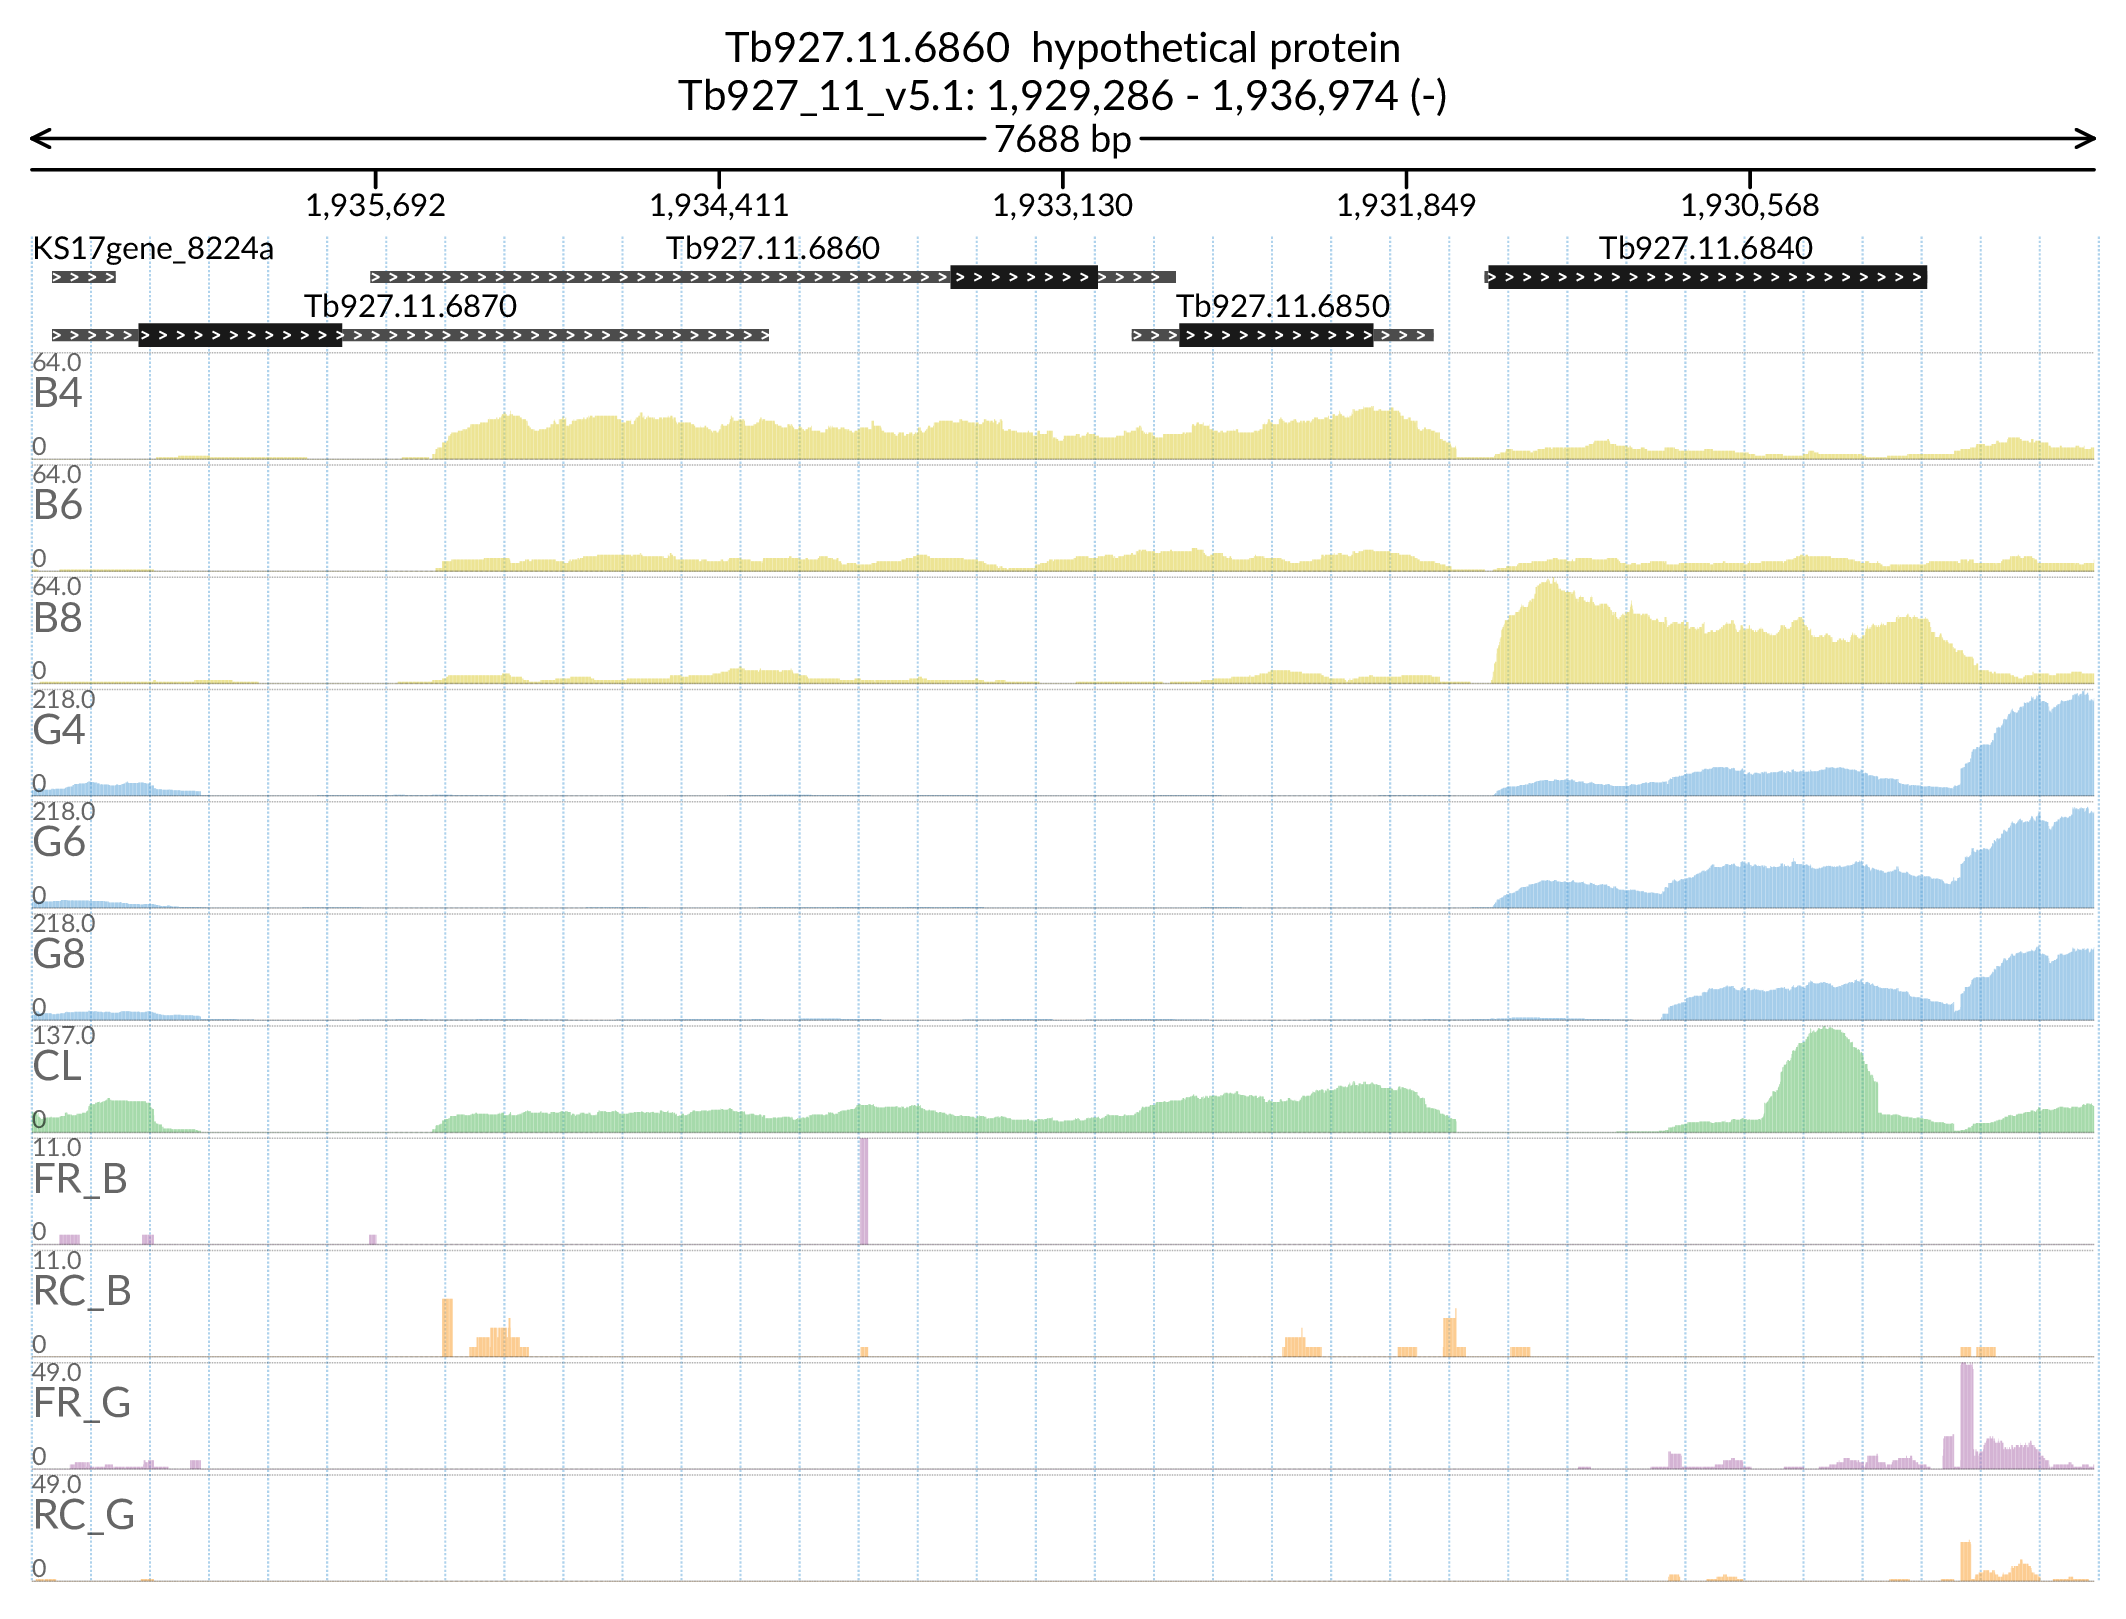 Tb927.11.6860  hypothetical protein
Tb927_11_v5.1: 1,929,286 - 1,936,974 (-)
7688 bp
1,935,692 1,934,411 1,933,130 1,931,849 1,930,568
KS17gene_8224a Tb927.11.6860 Tb927.11.6840
Tb927.11.6870 Tb927.11.6850
64.0
B4
0
64.0
B6
0
64.0
B8
0
218.0
G4
0
218.0
G6
0
218.0
G8
0
137.0
CL
0
11.0
FR_B
0
11.0
RC_B
0
49.0
FR_G
0
49.0
RC_G
0